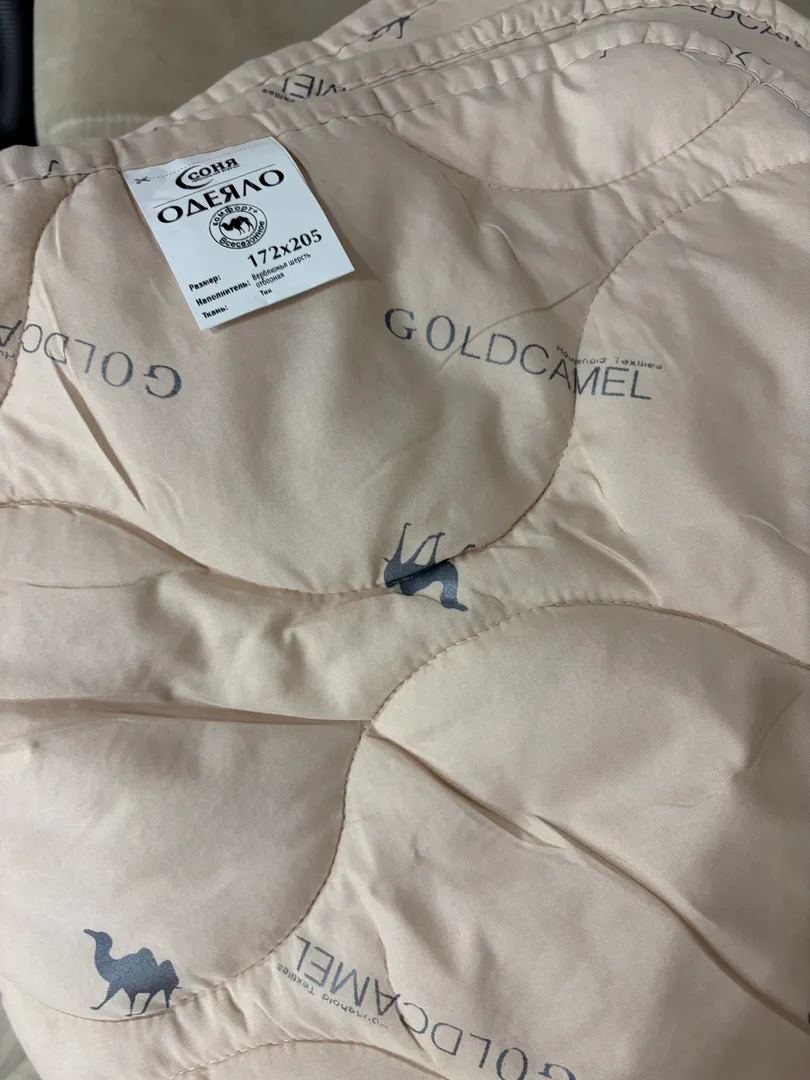 GOLDCAMEL
СОНЯ
ОДЕЯЛО
комфорт+
Всесезонное
Размер: 172x205
Наполнитель: Верблюжья шерсть
отборная
Ткань: Тик
GOLDCAMEL
Household Textiles
GOLDCA
GOLDCAMEL
Household Textiles